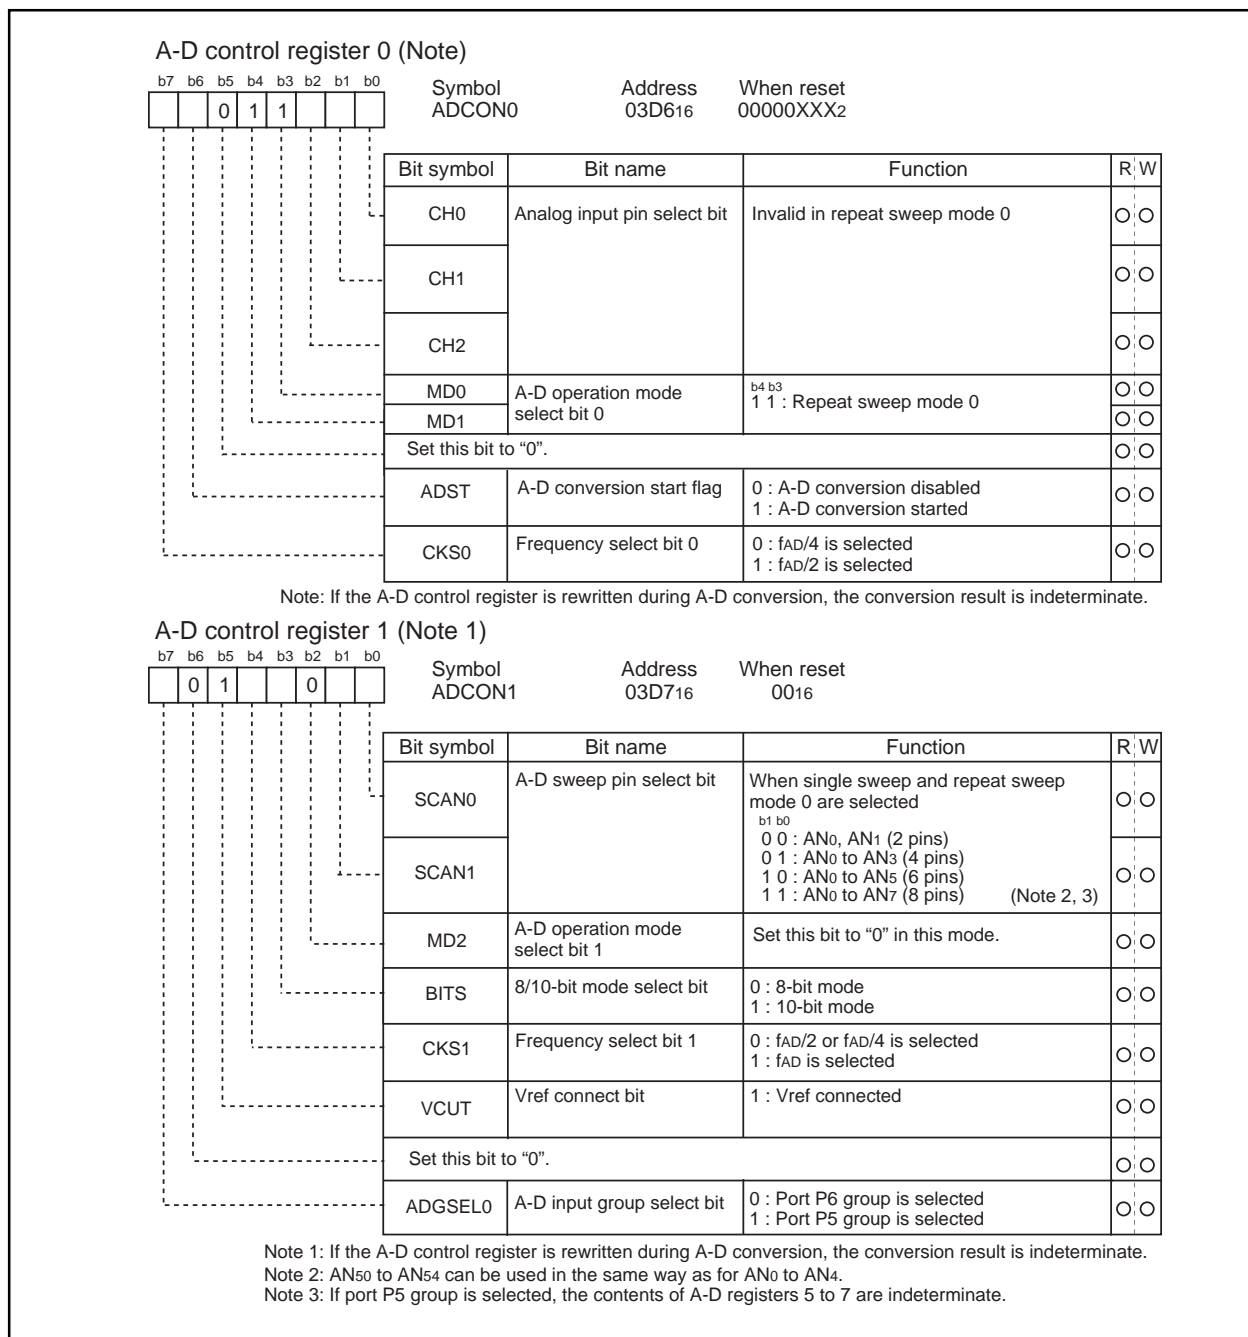 A-D control register 0 (Note)
b7 b6 b5 b4 b3 b2 b1 b0
0 1 1
Symbol Address When reset
ADCON0 03D616 00000XXX2
Bit symbol Bit name Function R W
CH0 Analog input pin select bit Invalid in repeat sweep mode 0
CH1
CH2
MD0 A-D operation mode b4 b3
select bit 0 1 1 : Repeat sweep mode 0
MD1
Set this bit to “0”.
ADST A-D conversion start flag 0 : A-D conversion disabled
1 : A-D conversion started
CKS0 Frequency select bit 0 0 : fAD/4 is selected
1 : fAD/2 is selected
Note: If the A-D control register is rewritten during A-D conversion, the conversion result is indeterminate.
A-D control register 1 (Note 1)
b7 b6 b5 b4 b3 b2 b1 b0
0 1 0
Symbol Address When reset
ADCON1 03D716 0016
Bit symbol Bit name Function R W
SCAN0 A-D sweep pin select bit When single sweep and repeat sweep
mode 0 are selected
b1 b0
0 0 : AN0, AN1 (2 pins)
0 1 : AN0 to AN3 (4 pins)
SCAN1 1 0 : AN0 to AN5 (6 pins)
1 1 : AN0 to AN7 (8 pins) (Note 2, 3)
MD2 A-D operation mode Set this bit to “0” in this mode.
select bit 1
BITS 8/10-bit mode select bit 0 : 8-bit mode
1 : 10-bit mode
CKS1 Frequency select bit 1 0 : fAD/2 or fAD/4 is selected
1 : fAD is selected
VCUT Vref connect bit 1 : Vref connected
Set this bit to “0”.
ADGSEL0 A-D input group select bit 0 : Port P6 group is selected
1 : Port P5 group is selected
Note 1: If the A-D control register is rewritten during A-D conversion, the conversion result is indeterminate.
Note 2: AN50 to AN54 can be used in the same way as for AN0 to AN4.
Note 3: If port P5 group is selected, the contents of A-D registers 5 to 7 are indeterminate.